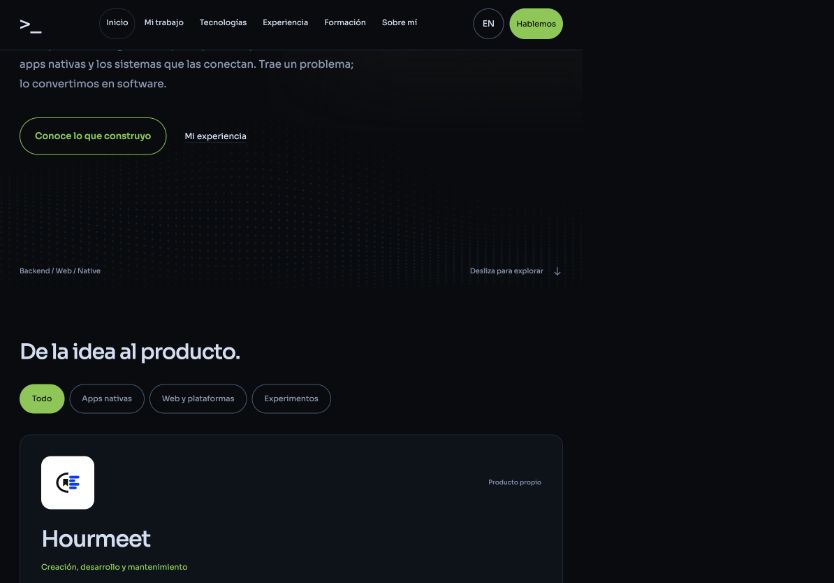 >_
Inicio
Mi trabajo
Tecnologías
Experiencia
Formación
Sobre mí
EN
Hablemos
apps nativas y los sistemas que las conectan. Trae un problema;
lo convertimos en software.
Conoce lo que construyo
Mi experiencia
Backend / Web / Native
Desliza para explorar ↓
De la idea al producto.
Todo
Apps nativas
Web y plataformas
Experimentos
Producto propio
Hourmeet
Creación, desarrollo y mantenimiento